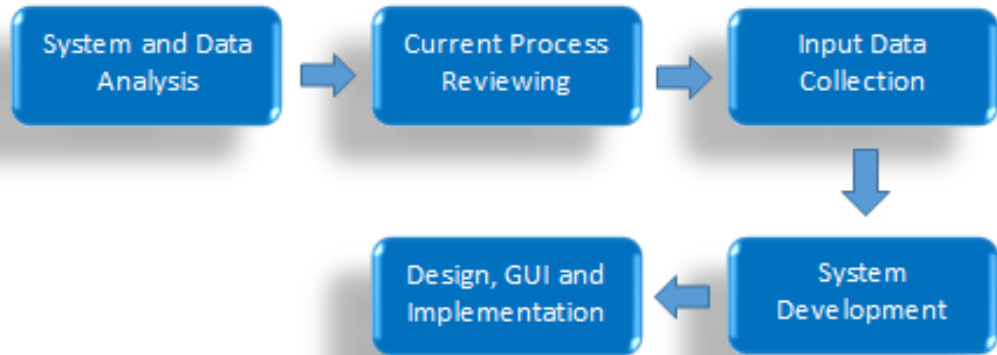 System and Data
Analysis
Current Process
Reviewing
Input Data
Collection
System
Development
Design, GUI and
Implementation